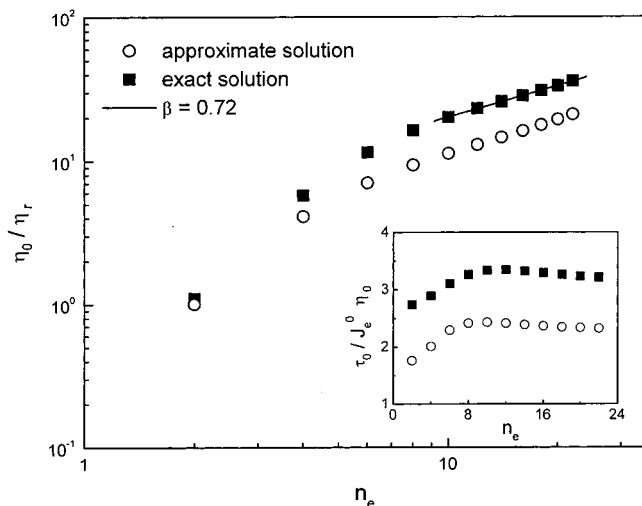 10²
approximate solution
exact solution
β = 0.72
10¹
η₀ / ηᵣ
10⁰
10⁻¹
1
10
nₑ
4
3
2
1
τ₀ / Jₑ⁰ η₀
0
8
16
24
nₑ